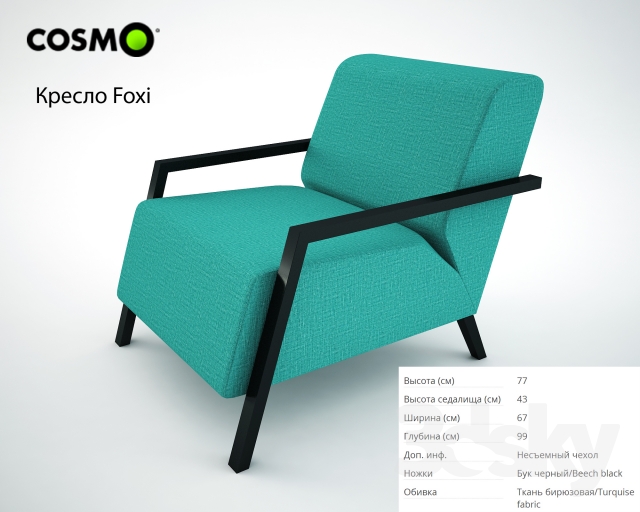 COSMO
Кресло Foxi
Высота (см) 77
Высота седалища (см) 43
Ширина (см) 67
Глубина (см) 99
Доп. инф. Несъемный чехол
Ножки Бук черный/Beech black
Обивка Ткань бирюзовая/Turquise
fabric
3dsky